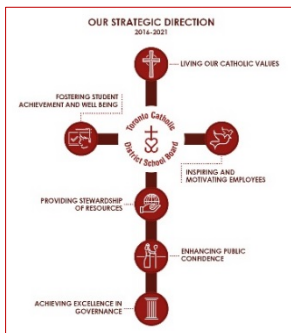 OUR STRATEGIC DIRECTION
2016-2021
LIVING OUR CATHOLIC VALUES
FOSTERING STUDENT
ACHIEVEMENT AND WELL BEING
Toronto Catholic
District School Board
INSPIRING AND
MOTIVATING EMPLOYEES
PROVIDING STEWARDSHIP
OF RESOURCES
ENHANCING PUBLIC
CONFIDENCE
ACHIEVING EXCELLENCE IN
GOVERNANCE